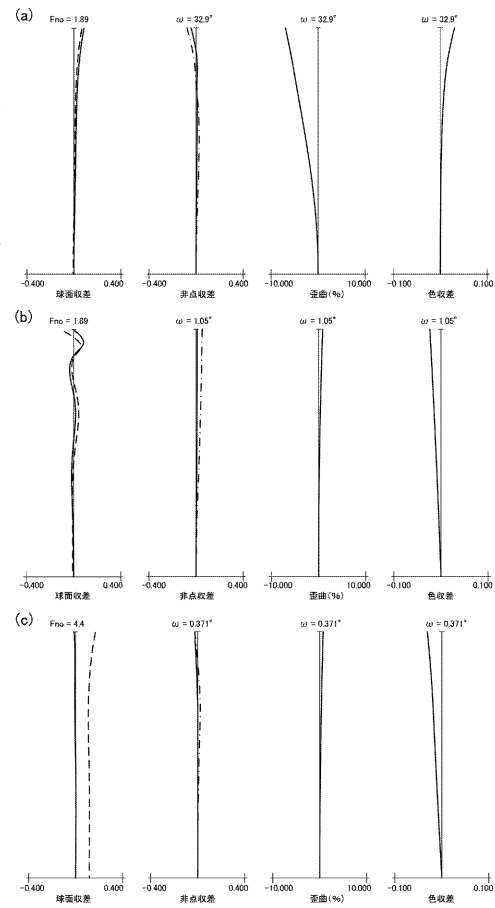 (a)
Fno = 1.89 ω = 32.9° ω = 32.9° ω = 32.9°
-0.400 0.400 -0.400 0.400 -10.000 10.000 -0.100 0.100
球面収差 非点収差 歪曲(%) 色収差
(b)
Fno = 1.89 ω = 1.05° ω = 1.05° ω = 1.05°
-0.400 0.400 -0.400 0.400 -10.000 10.000 -0.100 0.100
球面収差 非点収差 歪曲(%) 色収差
(c)
Fno = 4.4 ω = 0.371° ω = 0.371° ω = 0.371°
-0.400 0.400 -0.400 0.400 -10.000 10.000 -0.100 0.100
球面収差 非点収差 歪曲(%) 色収差